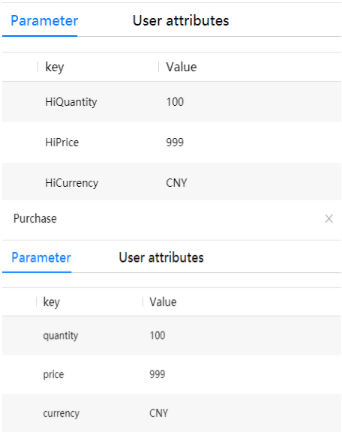 Parameter User attributes
key Value
HiQuantity 100
HiPrice 999
HiCurrency CNY
Purchase
Parameter User attributes
key Value
quantity 100
price 999
currency CNY